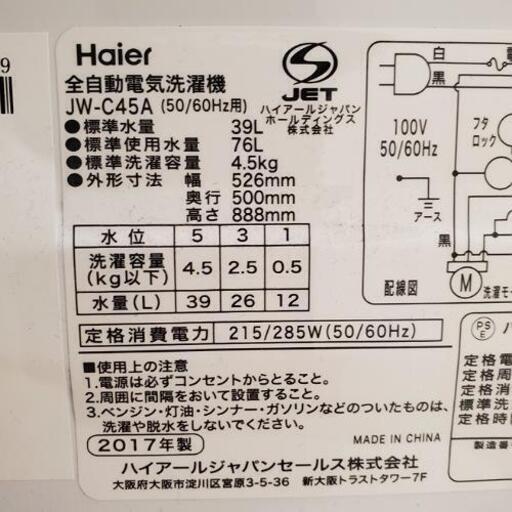 9
Haier
全自動電気洗濯機
JW-C45A (50/60Hz用)
●標準水量 39L
●標準使用水量 76L
●標準洗濯容量 4.5kg
●外形寸法 幅 526mm
奥行 500mm
高さ 888mm
S
JET
ハイアールジャパン
ホールディングス
株式会社
水位 5 3 1
洗濯容量
(kg以下) 4.5 2.5 0.5
水量(L) 39 26 12
定格消費電力 215/285W(50/60Hz)
■使用上の注意
1.電源は必ずコンセントからとること。
2.周囲に間隔をおいて設置すること。
3.ベンジン・灯油・シンナー・ガソリンなどのついたものは、
洗濯や脱水をしないでください。
2017年製
MADE IN CHINA
ハイアールジャパンセールス株式会社
大阪府大阪市淀川区宮原3-5-36 新大阪トラストタワー7F
白
黒
100V
50/60Hz
フタ
ロック
アース
黒
M
配線図
洗濯モー
PS
E
定格電
定格周
定格消
標準洗
定格時
製造番